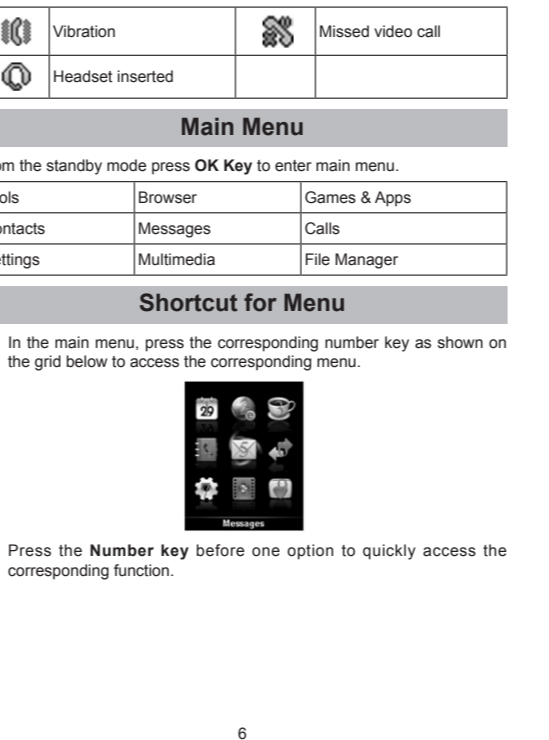 Vibration Missed video call
Headset inserted
Main Menu
om the standby mode press OK Key to enter main menu.
ols Browser Games & Apps
ontacts Messages Calls
ttings Multimedia File Manager
Shortcut for Menu
In the main menu, press the corresponding number key as shown on
the grid below to access the corresponding menu.
29
Messages
Press the Number key before one option to quickly access the
corresponding function.
6